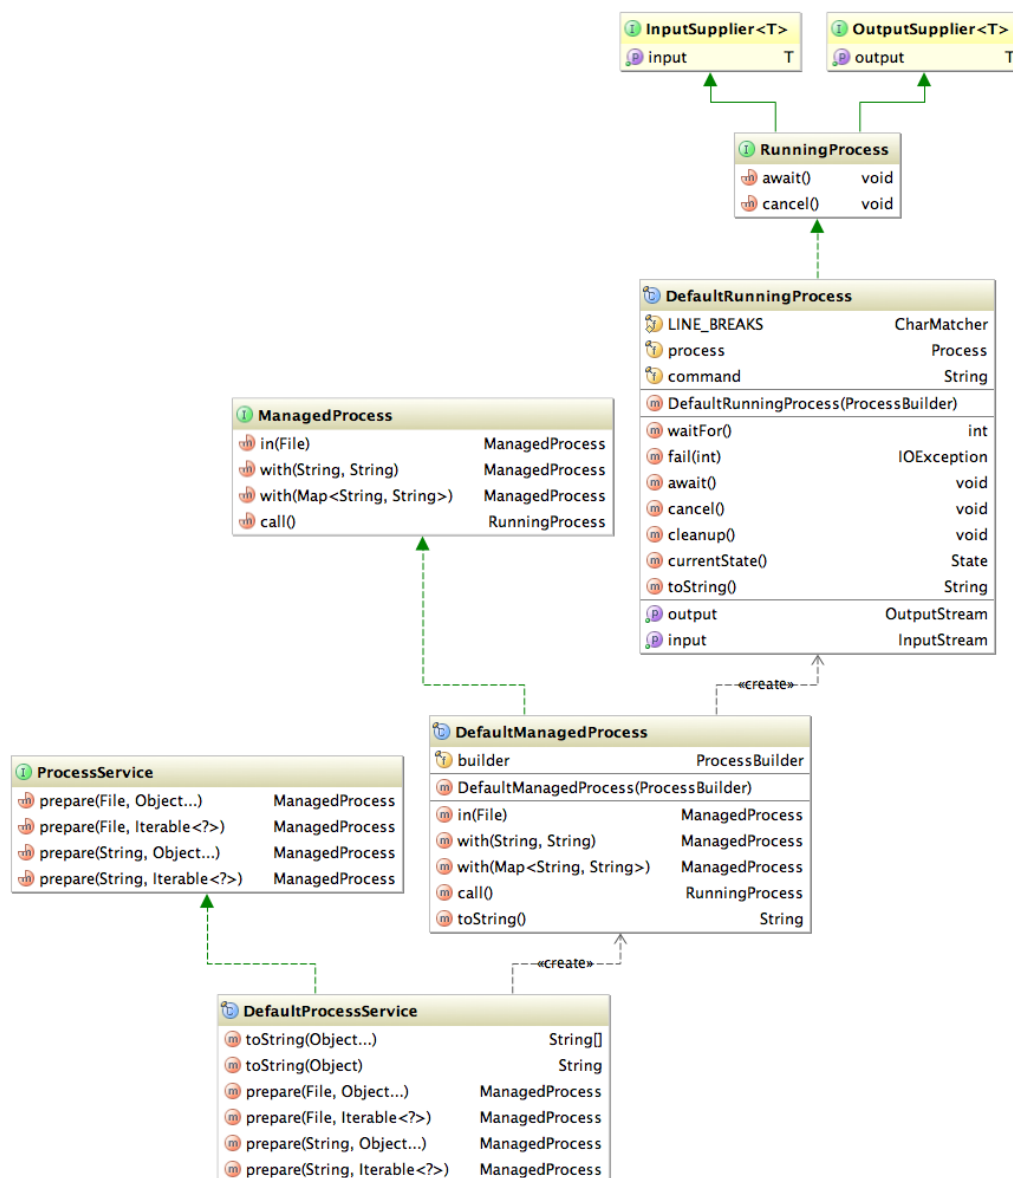 InputSupplier<T>
input T
OutputSupplier<T>
output T
RunningProcess
await() void
cancel() void
DefaultRunningProcess
LINE_BREAKS CharMatcher
process Process
command String
DefaultRunningProcess(ProcessBuilder)
waitFor() int
fail(int) IOException
await() void
cancel() void
cleanup() void
currentState() State
toString() String
output OutputStream
input InputStream
ManagedProcess
in(File) ManagedProcess
with(String, String) ManagedProcess
with(Map<String, String>) ManagedProcess
call() RunningProcess
«create»
DefaultManagedProcess
builder ProcessBuilder
DefaultManagedProcess(ProcessBuilder)
in(File) ManagedProcess
with(String, String) ManagedProcess
with(Map<String, String>) ManagedProcess
call() RunningProcess
toString() String
ProcessService
prepare(File, Object...) ManagedProcess
prepare(File, Iterable<?>) ManagedProcess
prepare(String, Object...) ManagedProcess
prepare(String, Iterable<?>) ManagedProcess
«create»
DefaultProcessService
toString(Object...) String[]
toString(Object) String
prepare(File, Object...) ManagedProcess
prepare(File, Iterable<?>) ManagedProcess
prepare(String, Object...) ManagedProcess
prepare(String, Iterable<?>) ManagedProcess